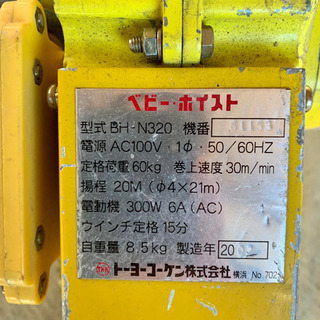 ベビー・ホイスト
型式 BH-N320 機番
電源 AC100V・1φ・50/60HZ
定格荷重 60kg 巻上速度 30m/min
揚程 20M (φ4×21m)
電動機 300W 6A (AC)
ウインチ定格 15分
自重量 8.5kg 製造年 20
トーヨーコーケン株式会社 横浜 No.702